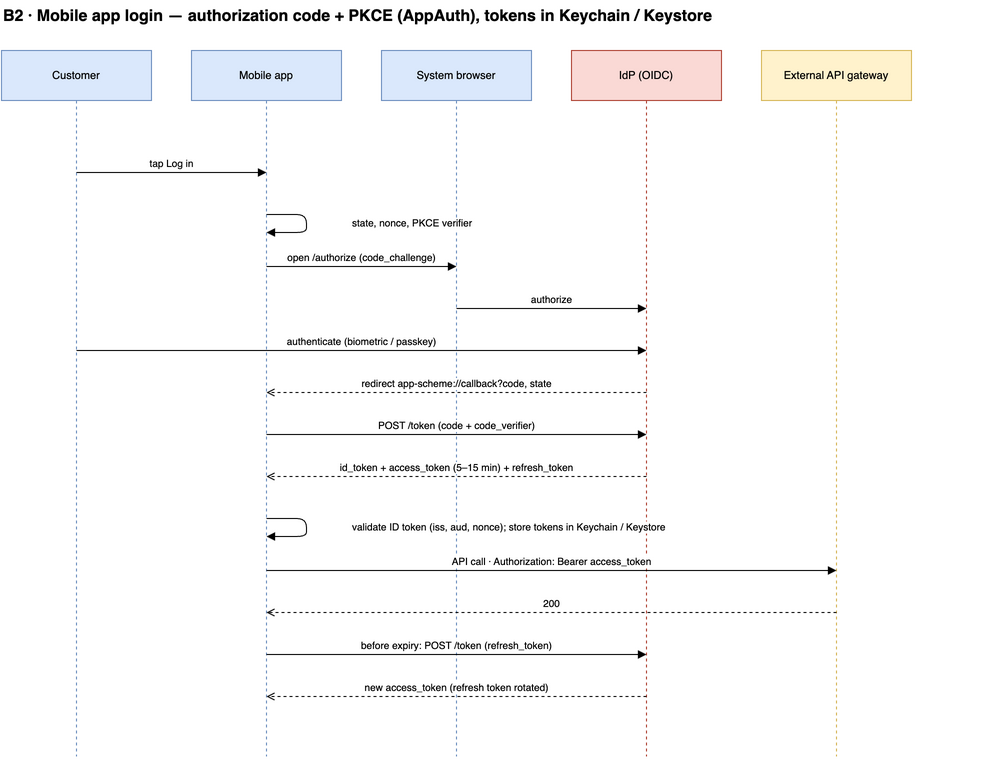 B2 · Mobile app login — authorization code + PKCE (AppAuth), tokens in Keychain / Keystore
Customer
Mobile app
System browser
IdP (OIDC)
External API gateway
tap Log in
state, nonce, PKCE verifier
open /authorize (code_challenge)
authorize
authenticate (biometric / passkey)
redirect app-scheme://callback?code, state
POST /token (code + code_verifier)
id_token + access_token (5–15 min) + refresh_token
validate ID token (iss, aud, nonce); store tokens in Keychain / Keystore
API call · Authorization: Bearer access_token
200
before expiry: POST /token (refresh_token)
new access_token (refresh token rotated)